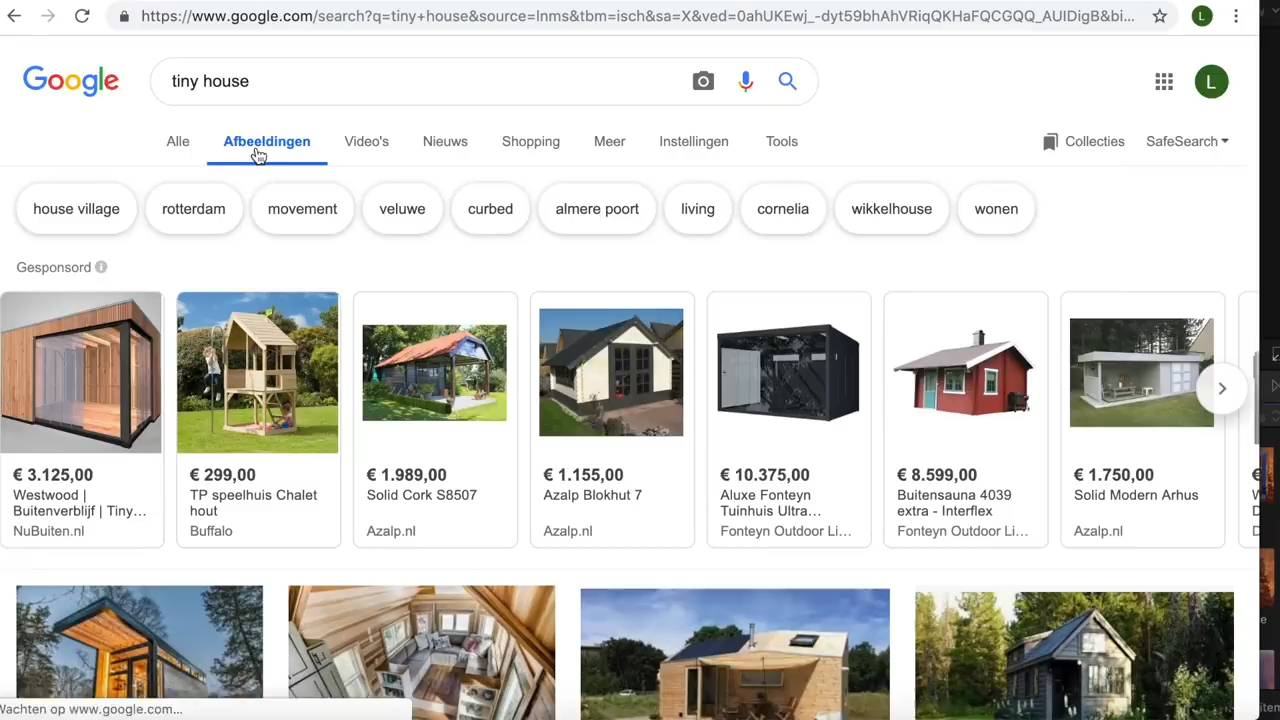 https://www.google.com/search?q=tiny+house&source=lnms&tbm=isch&sa=X&ved=0ahUKEwj_-dyt59bhAhVRiqQKHaFQCGQQ_AUIDigB&bi...
L
Google
tiny house
L
Alle Afbeeldingen Video's Nieuws Shopping Meer Instellingen Tools Collecties SafeSearch
house village rotterdam movement veluwe curbed almere poort living cornelia wikkelhouse wonen
Gesponsord
€ 3.125,00
Westwood |
Buitenverblijf | Tiny...
NuBuiten.nl
€ 299,00
TP speelhuis Chalet
hout
Buffalo
€ 1.989,00
Solid Cork S8507
Azalp.nl
€ 1.155,00
Azalp Blokhut 7
Azalp.nl
€ 10.375,00
Aluxe Fonteyn
Tuinhuis Ultra...
Fonteyn Outdoor Li...
€ 8.599,00
Buitensauna 4039
extra - Interflex
Fonteyn Outdoor Li...
€ 1.750,00
Solid Modern Arhus
Azalp.nl
Wachten op www.google.com...